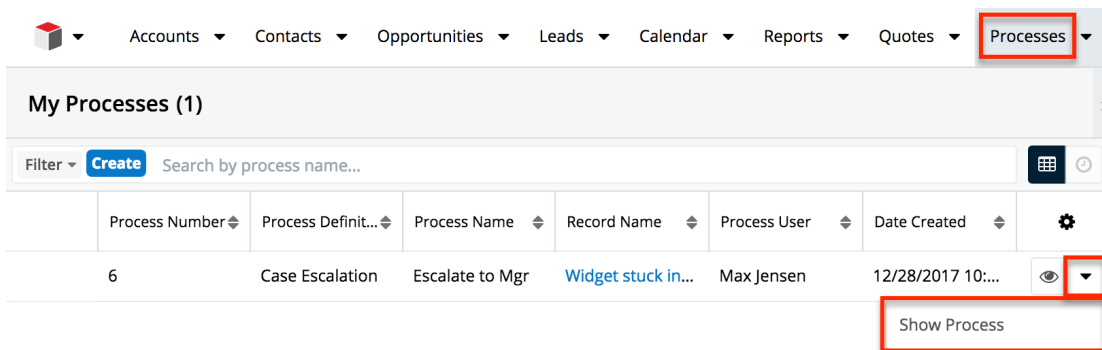 Accounts Contacts Opportunities Leads Calendar Reports Quotes Processes
My Processes (1)
Filter Create Search by process name...
Process Number Process Definit... Process Name Record Name Process User Date Created
6 Case Escalation Escalate to Mgr Widget stuck in... Max Jensen 12/28/2017 10:...
Show Process